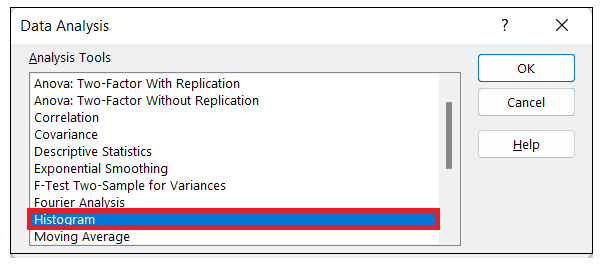 Data Analysis
Analysis Tools
Anova: Two-Factor With Replication
Anova: Two-Factor Without Replication
Correlation
Covariance
Descriptive Statistics
Exponential Smoothing
F-Test Two-Sample for Variances
Fourier Analysis
Histogram
Moving Average
OK
Cancel
Help